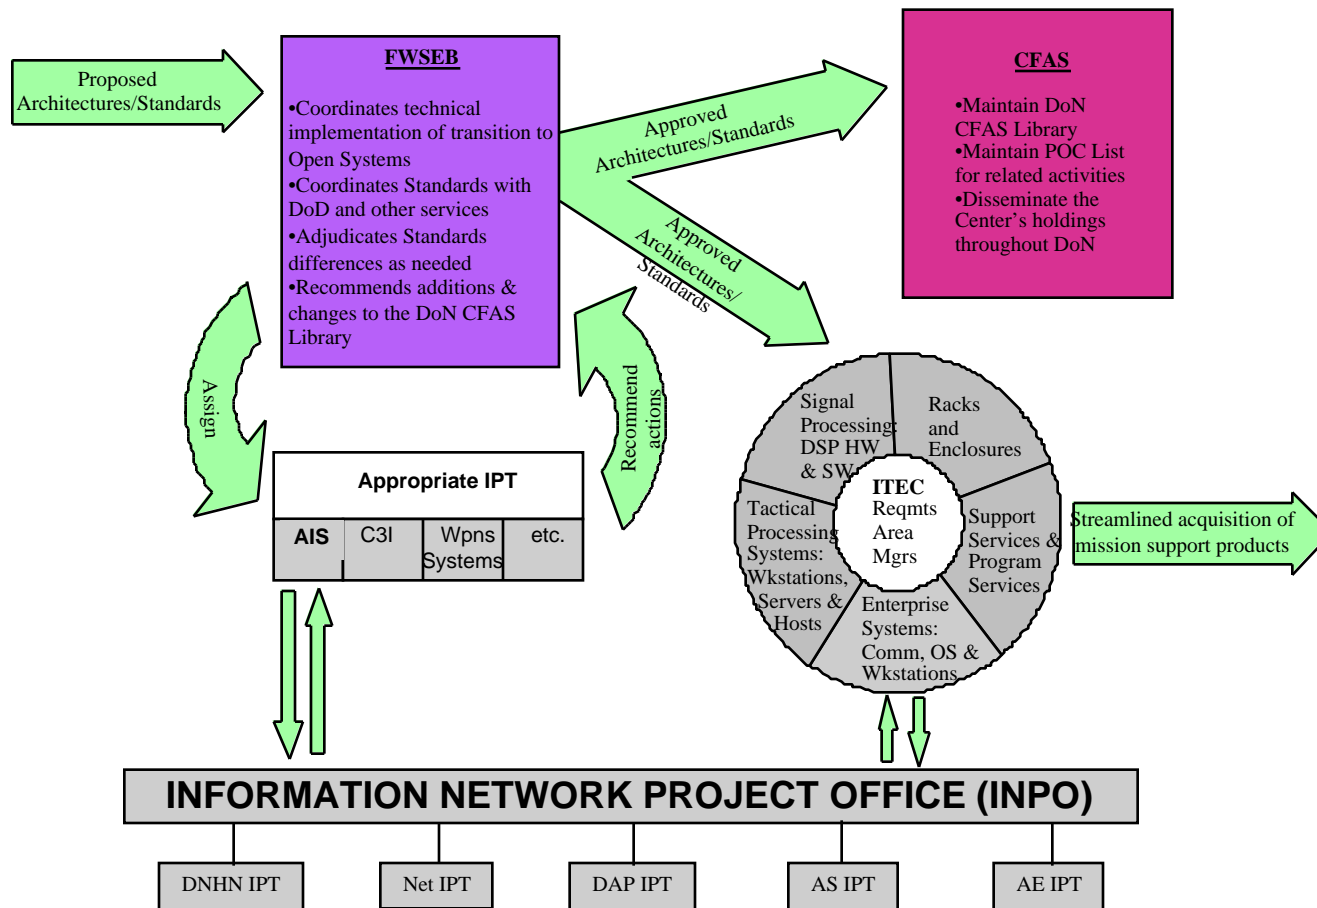 Proposed
Architectures/Standards
FWSEB
•Coordinates technical
implementation of transition to
Open Systems
•Coordinates Standards with
DoD and other services
•Adjudicates Standards
differences as needed
•Recommends additions &
changes to the DoN CFAS
Library
Approved
Architectures/Standards
Approved
Architectures/
Standards
CFAS
•Maintain DoN
CFAS Library
•Maintain POC List
for related activities
•Disseminate the
Center's holdings
throughout DoN
Assign
Recommend
actions
Appropriate IPT
AIS
C3I
Wpns
Systems
etc.
Signal
Processing:
DSP HW
& SW
Racks
and
Enclosures
ITEC
Reqmts
Area
Mgrs
Tactical
Processing
Systems:
Wkstations,
Servers &
Hosts
Support
Services &
Program
Services
Enterprise
Systems:
Comm, OS &
Wkstations
Streamlined acquisition of
mission support products
INFORMATION NETWORK PROJECT OFFICE (INPO)
DNHN IPT
Net IPT
DAP IPT
AS IPT
AE IPT